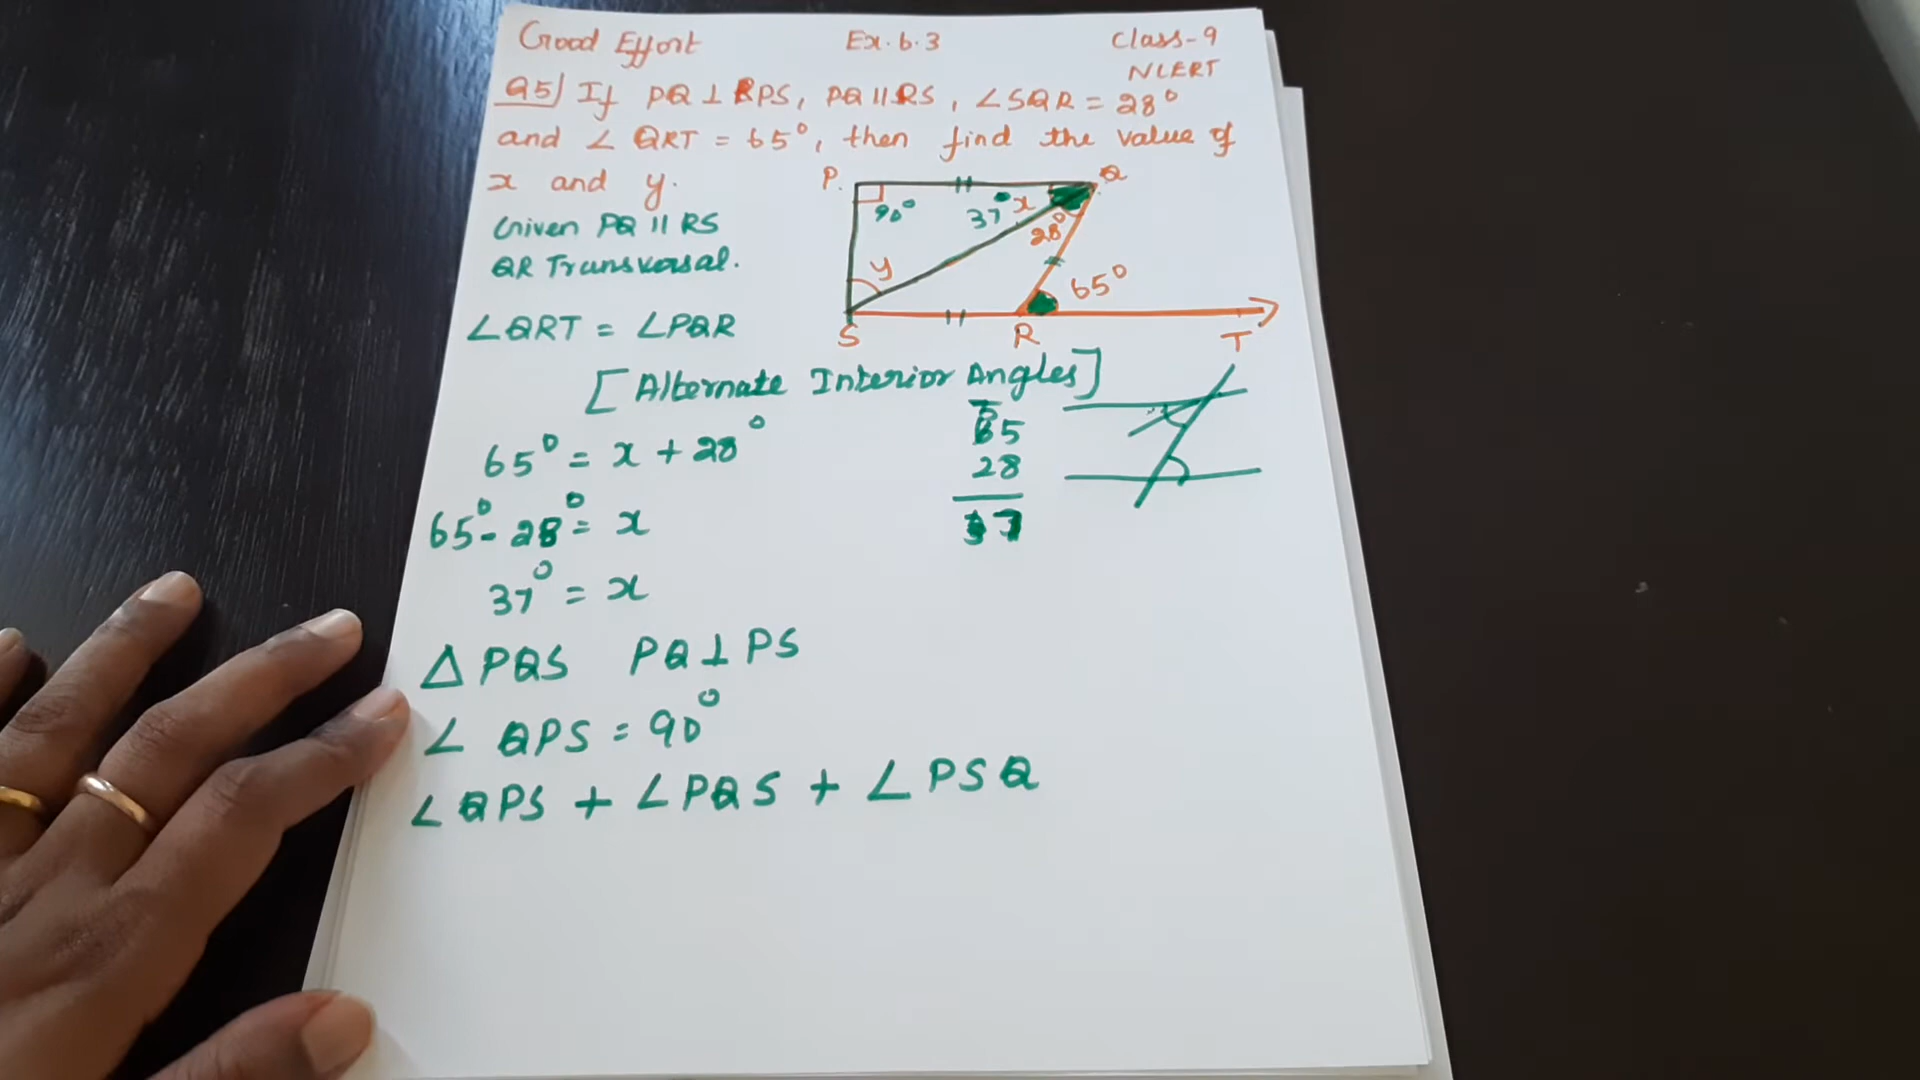 Good Effort Ex. 6.3 Class-9
NCERT
Q5) If PQ ⊥ PS, PQ || RS, ∠SQR = 28°
and ∠ QRT = 65°, then find the value of
x and y.
P Q
90° 37° x
28°
y
65°
S R T
Given PQ || RS
QR Transversal.
∠QRT = ∠PQR
[Alternate Interior Angles]
65° = x + 28°
65° - 28° = x
37° = x
65
28
37
△ PQS PQ ⊥ PS
∠ QPS = 90°
∠QPS + ∠PQS + ∠PSQ